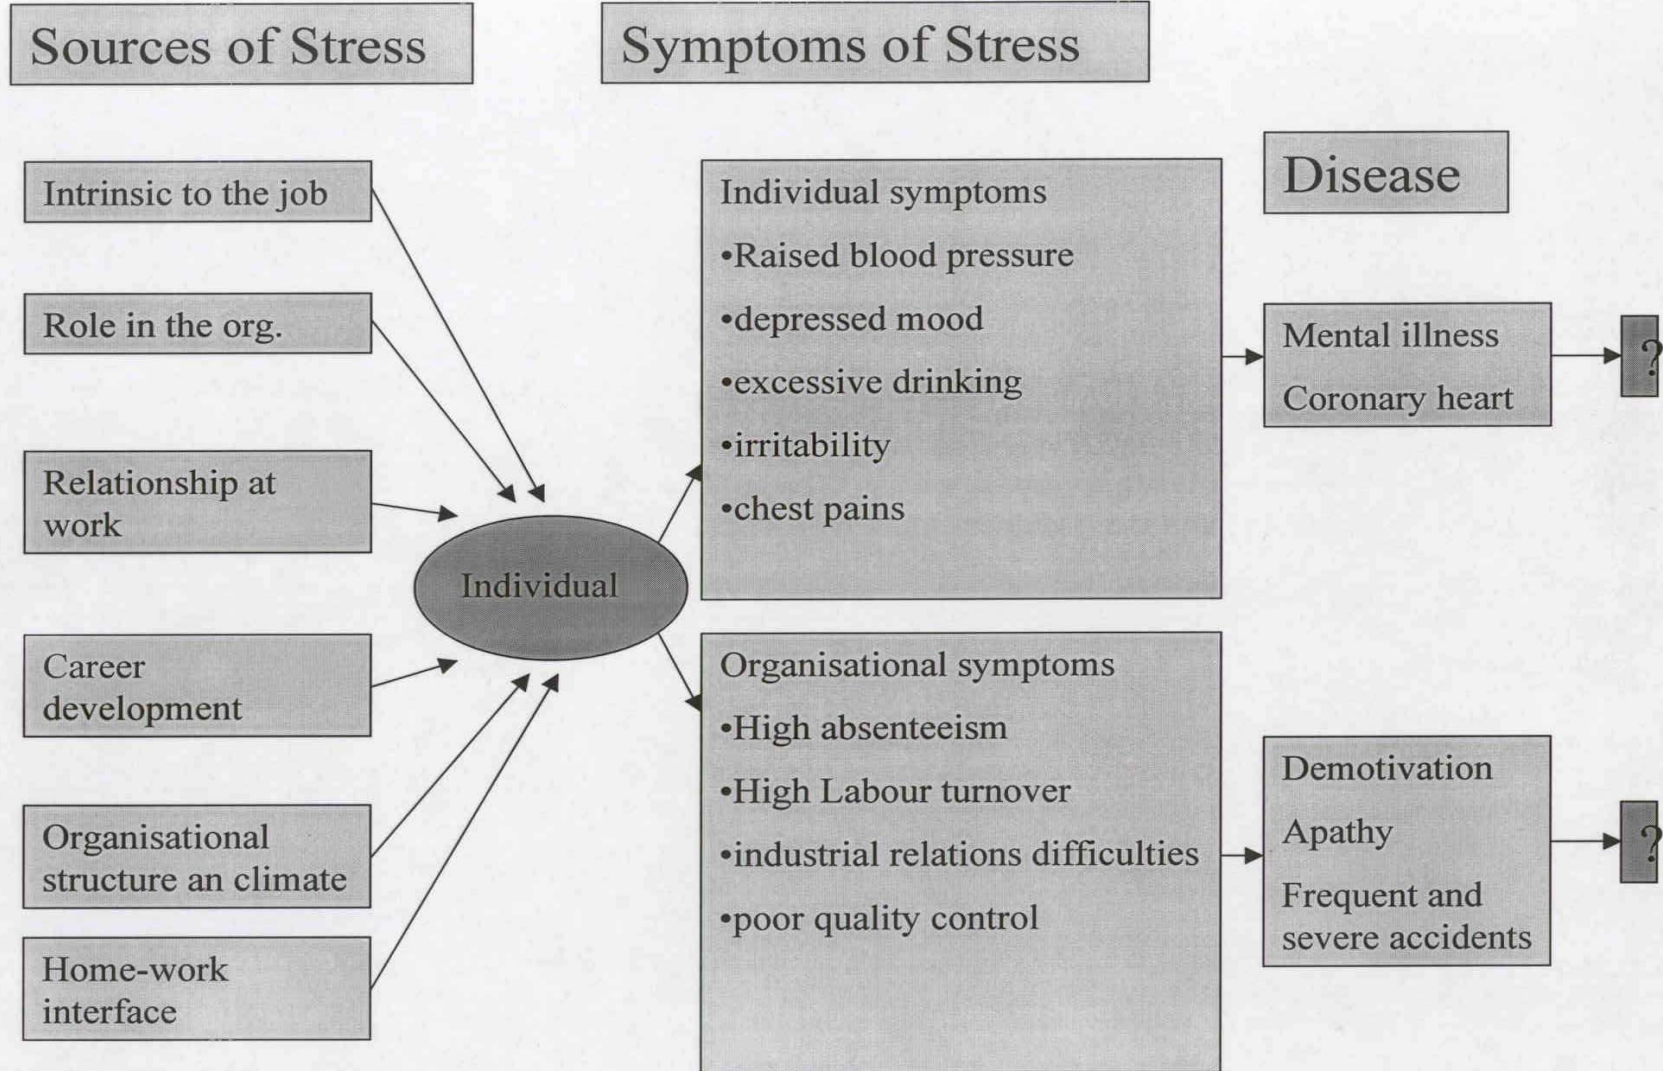 Sources of Stress
Symptoms of Stress
Intrinsic to the job
Role in the org.
Relationship at
work
Career
development
Organisational
structure an climate
Home-work
interface
Individual
Individual symptoms
•Raised blood pressure
•depressed mood
•excessive drinking
•irritability
•chest pains
Organisational symptoms
•High absenteeism
•High Labour turnover
•industrial relations difficulties
•poor quality control
Disease
Mental illness
Coronary heart
?
Demotivation
Apathy
Frequent and
severe accidents
?